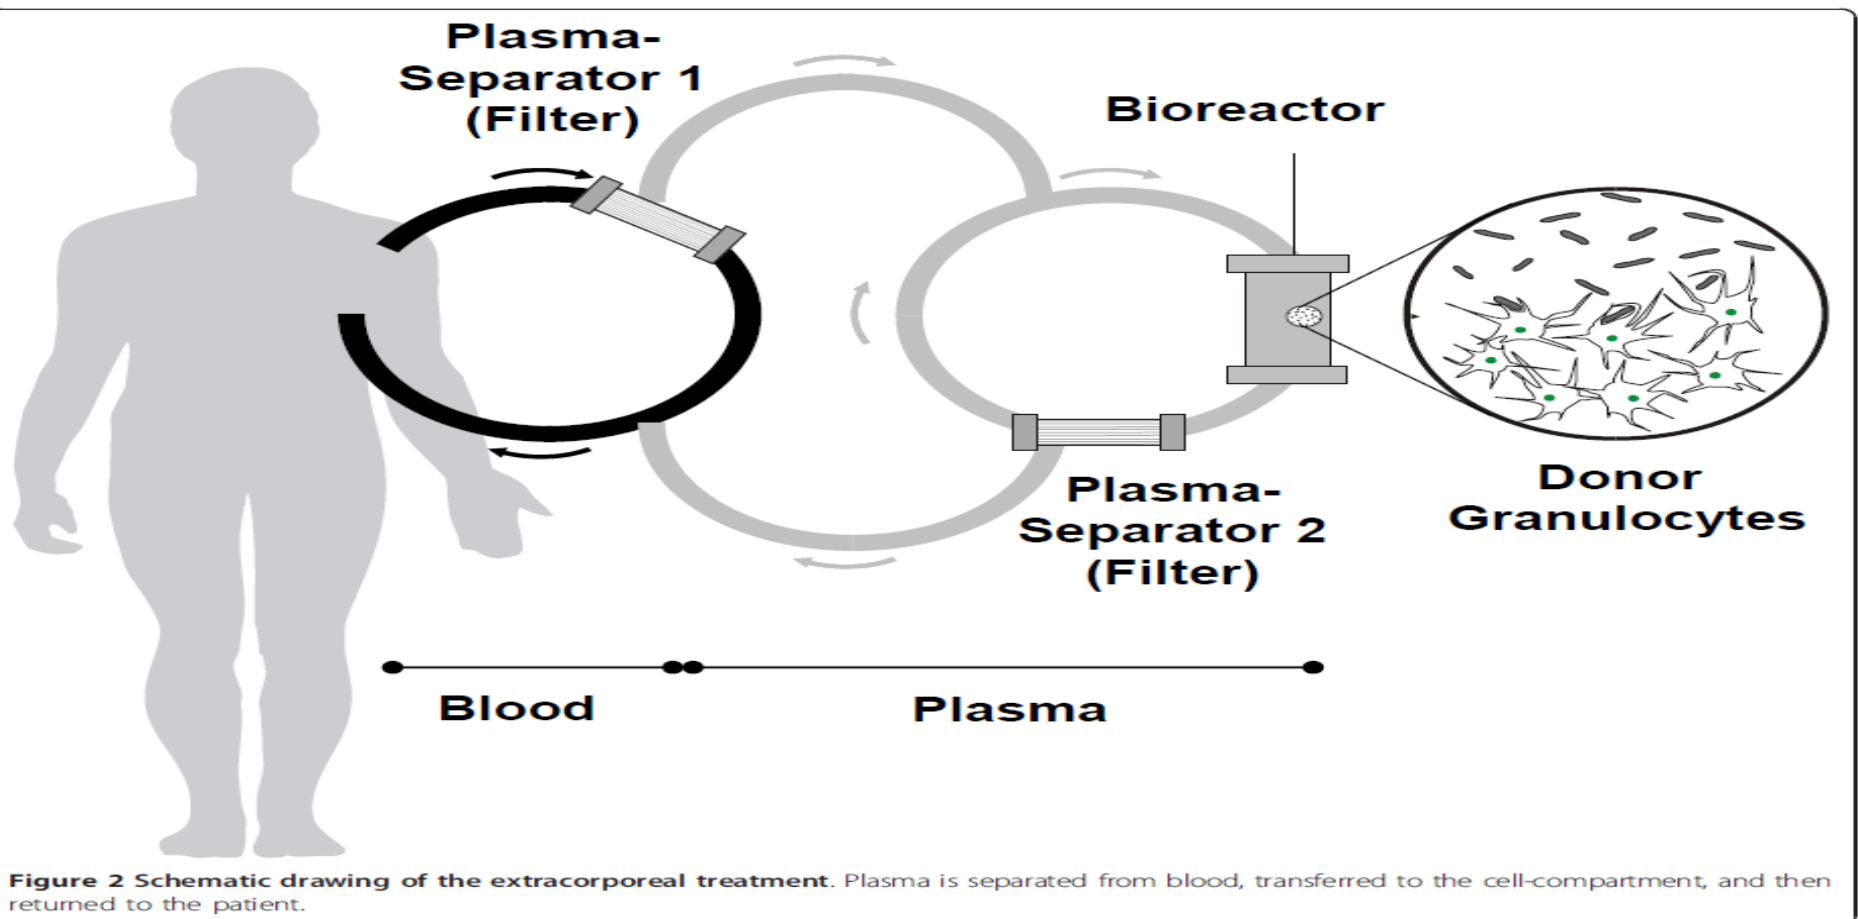 Plasma-
Separator 1
(Filter)
Bioreactor
Donor
Granulocytes
Plasma-
Separator 2
(Filter)
Blood
Plasma
Figure 2 Schematic drawing of the extracorporeal treatment. Plasma is separated from blood, transferred to the cell-compartment, and then
returned to the patient.